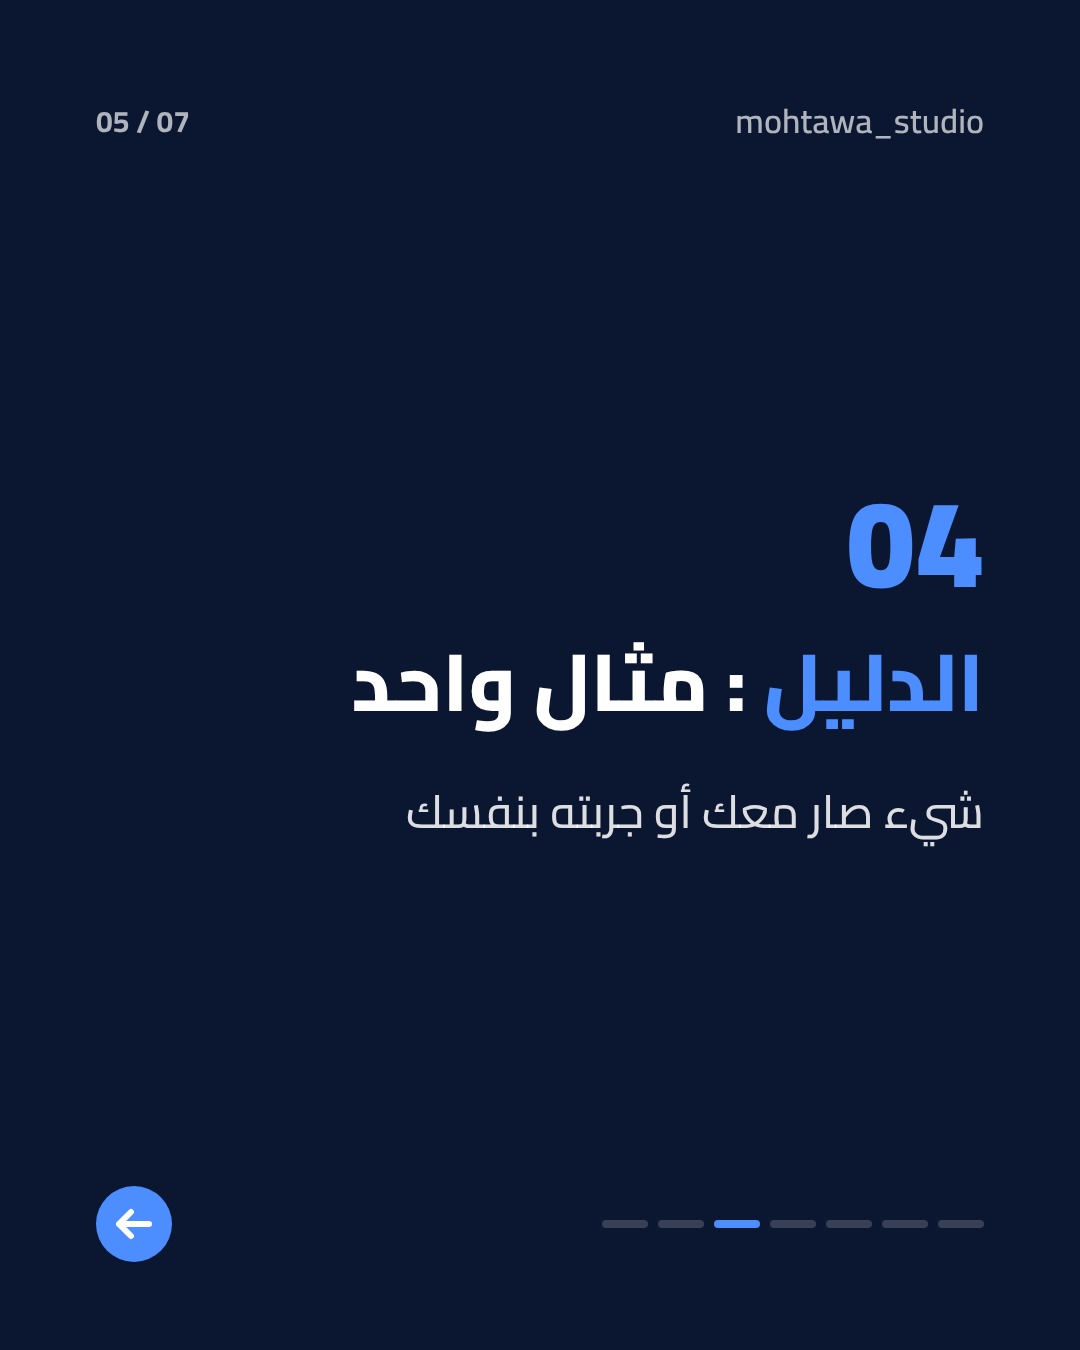 mohtawa_studio
05 / 07
04
الدليل : مثال واحد
شيء صار معك أو جربته بنفسك